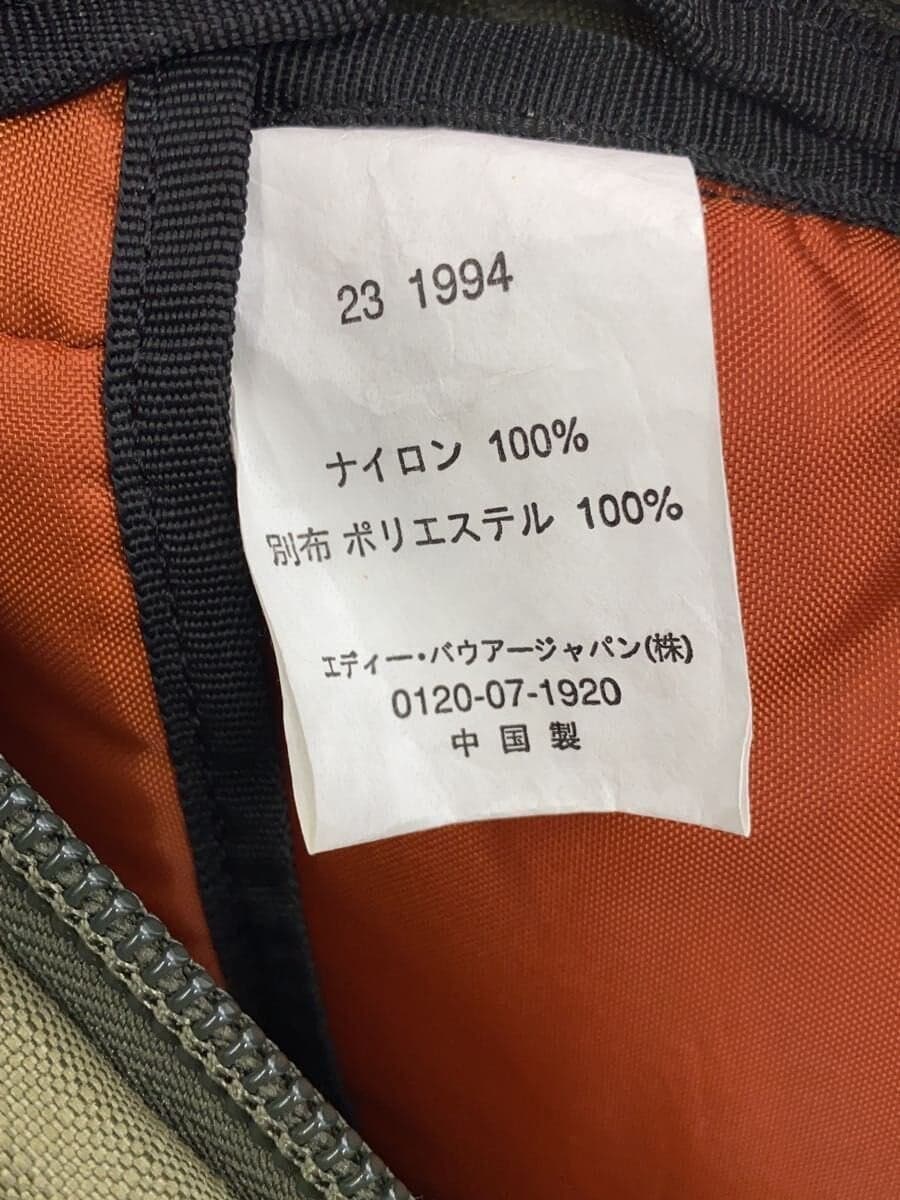 23 1994
ナイロン 100%
別布 ポリエステル 100%
エディー・バウアージャパン(株)
0120-07-1920
中 国 製